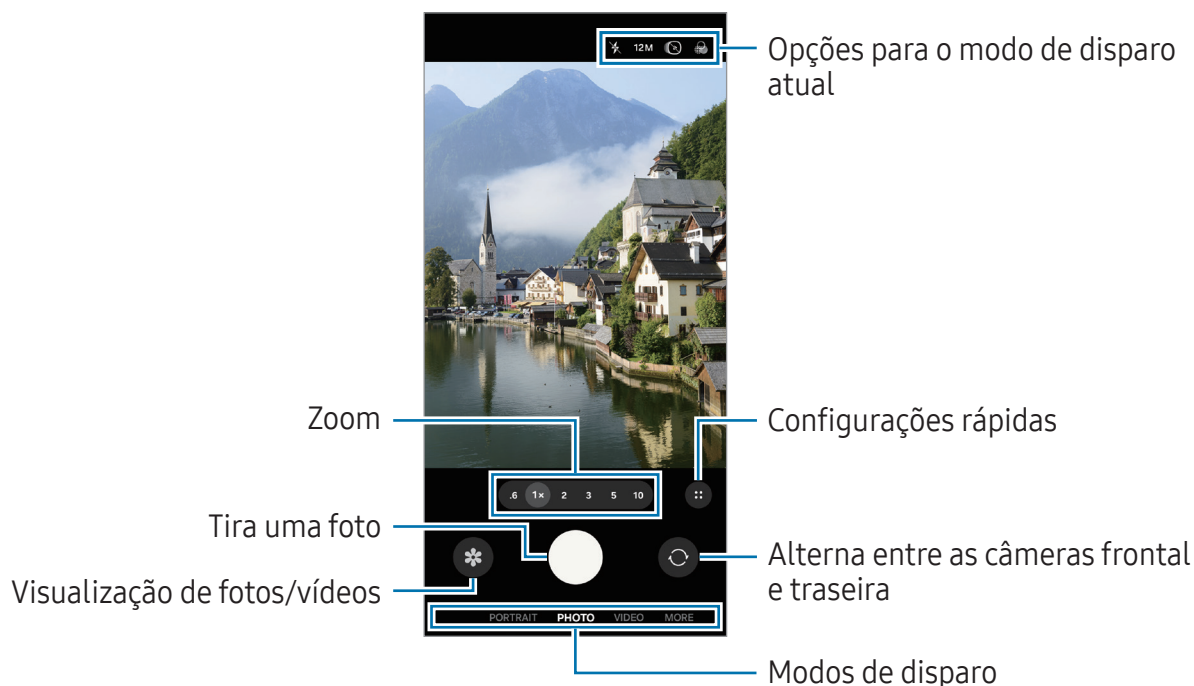 12M
Opções para o modo de disparo
atual
Zoom
Configurações rápidas
.6 1× 2 3 5 10
Tira uma foto
Alterna entre as câmeras frontal
e traseira
Visualização de fotos/vídeos
PORTRAIT PHOTO VIDEO MORE
Modos de disparo